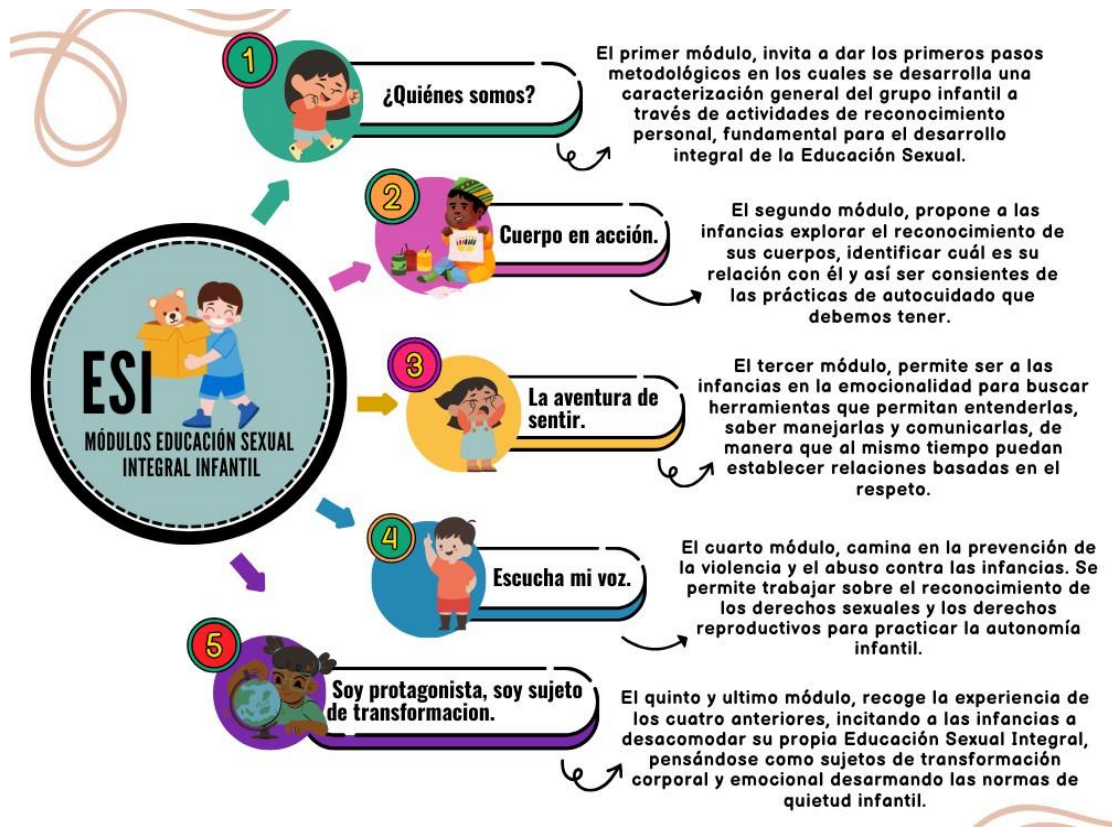 1
¿Quiénes somos?
El primer módulo, invita a dar los primeros pasos
metodológicos en los cuales se desarrolla una
caracterización general del grupo infantil a
través de actividades de reconocimiento
personal, fundamental para el desarrollo
integral de la Educación Sexual.
2
Cuerpo en acción.
El segundo módulo, propone a las
infancias explorar el reconocimiento de
sus cuerpos, identificar cuál es su
relación con él y así ser consientes de
las prácticas de autocuidado que
debemos tener.
ESI
MÓDULOS EDUCACIÓN SEXUAL
INTEGRAL INFANTIL
3
La aventura de
sentir.
El tercer módulo, permite ser a las
infancias en la emocionalidad para buscar
herramientas que permitan entenderlas,
saber manejarlas y comunicarlas, de
manera que al mismo tiempo puedan
establecer relaciones basadas en el
respeto.
4
Escucha mi voz.
El cuarto módulo, camina en la prevención de
la violencia y el abuso contra las infancias. Se
permite trabajar sobre el reconocimiento de
los derechos sexuales y los derechos
reproductivos para practicar la autonomía
infantil.
5
Soy protagonista, soy sujeto
de transformacion.
El quinto y ultimo módulo, recoge la experiencia de
los cuatro anteriores, incitando a las infancias a
desacomodar su propia Educación Sexual Integral,
pensándose como sujetos de transformación
corporal y emocional desarmando las normas de
quietud infantil.